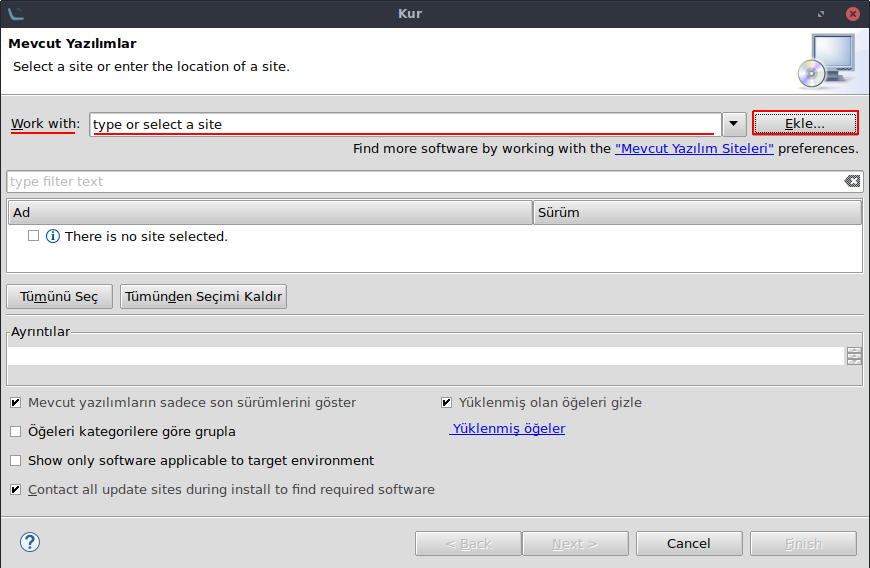 Kur
Mevcut Yazılımlar
Select a site or enter the location of a site.
Work with: type or select a site Ekle...
Find more software by working with the "Mevcut Yazılım Siteleri" preferences.
type filter text
Ad Sürüm
There is no site selected.
Tümünü Seç Tümünden Seçimi Kaldır
Ayrıntılar
Mevcut yazılımların sadece son sürümlerini göster Yüklenmiş olan öğeleri gizle
Öğeleri kategorilere göre grupla Yüklenmiş öğeler
Show only software applicable to target environment
Contact all update sites during install to find required software
< Back Next > Cancel Finish